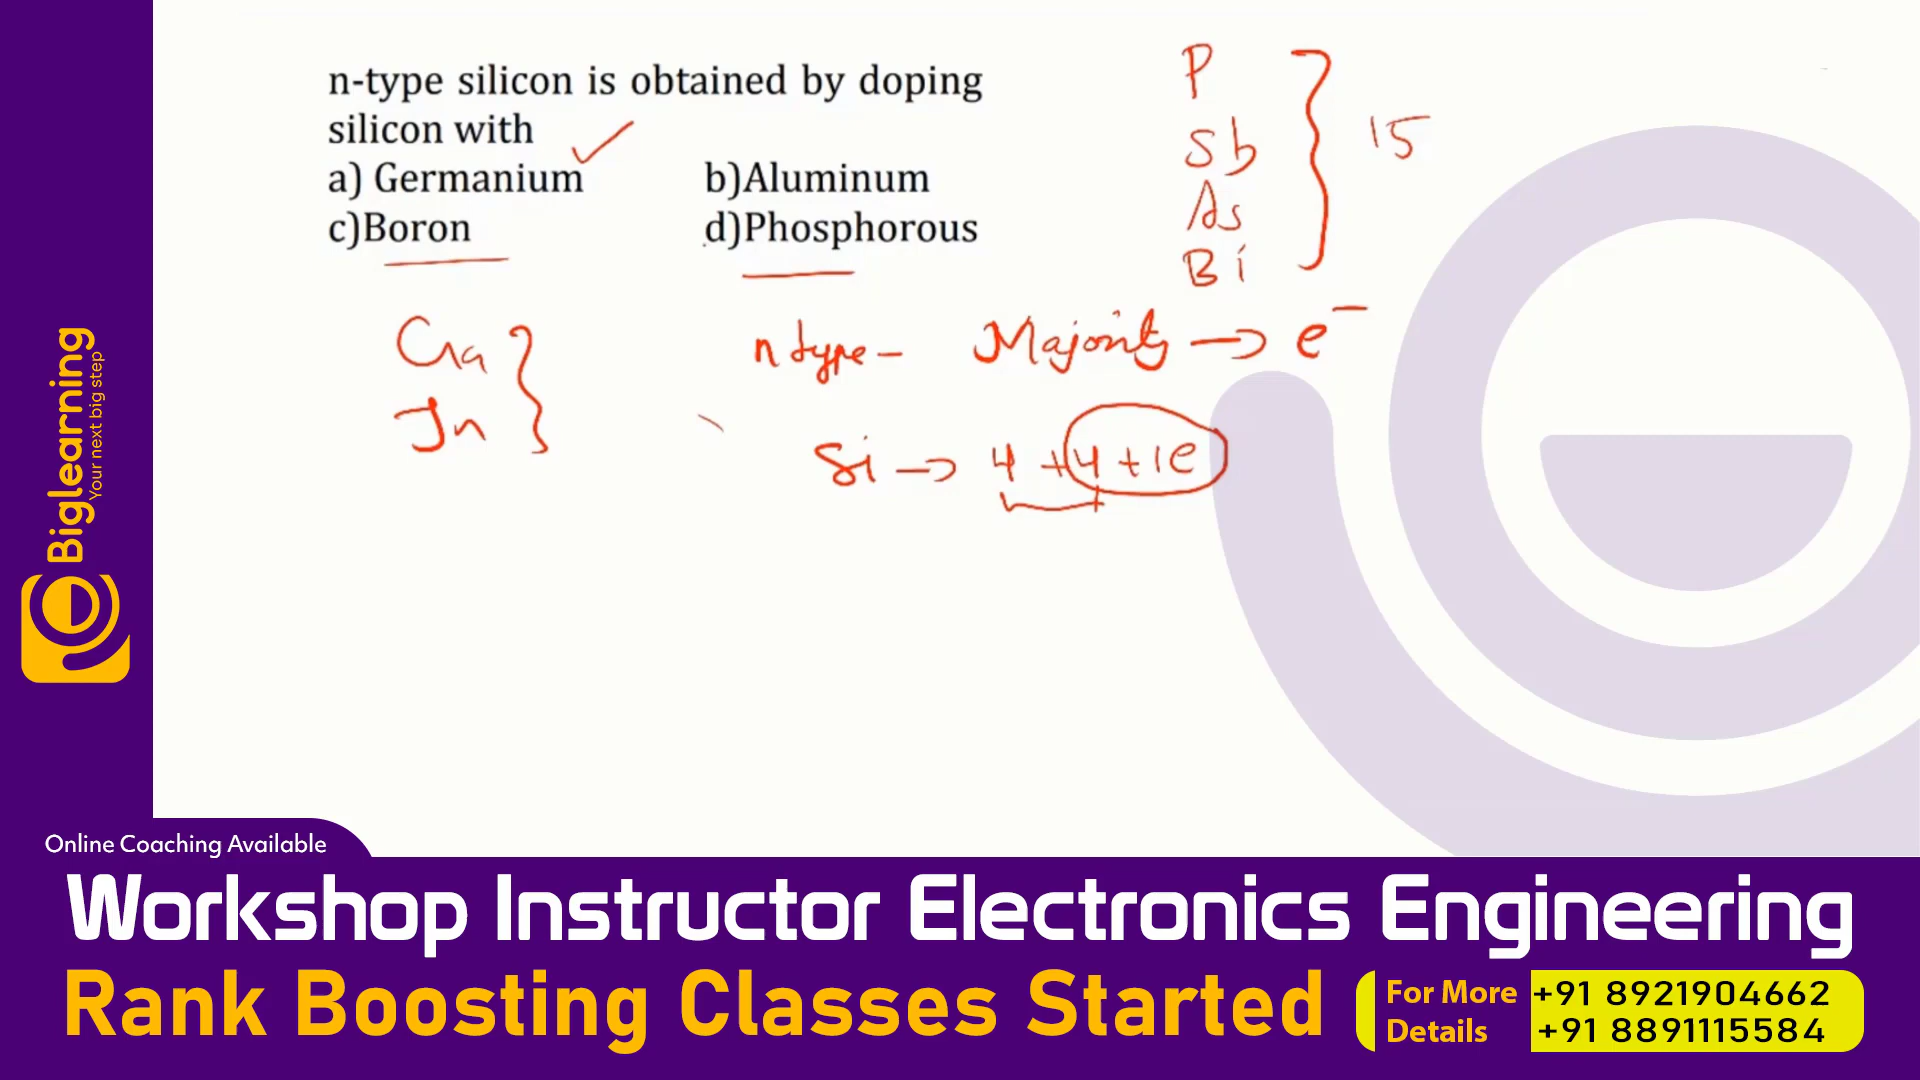 n-type silicon is obtained by doping
silicon with
a) Germanium b)Aluminum
c)Boron d)Phosphorous
P
Sb
As
Bi
15
Ga
In
n type – Majority → e⁻
Si → 4 + 4 + 1e
Biglearning
Your next big step
Online Coaching Available
Workshop Instructor Electronics Engineering
Rank Boosting Classes Started
For More Details
+91 8921904662
+91 8891115584